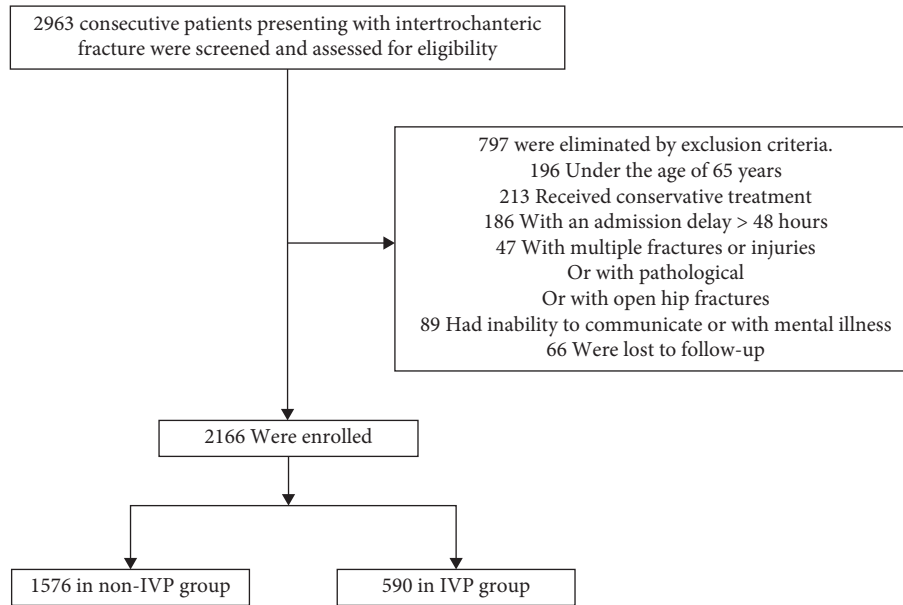 2963 consecutive patients presenting with intertrochanteric
fracture were screened and assessed for eligibility
797 were eliminated by exclusion criteria.
196 Under the age of 65 years
213 Received conservative treatment
186 With an admission delay > 48 hours
47 With multiple fractures or injuries
Or with pathological
Or with open hip fractures
89 Had inability to communicate or with mental illness
66 Were lost to follow-up
2166 Were enrolled
1576 in non-IVP group
590 in IVP group